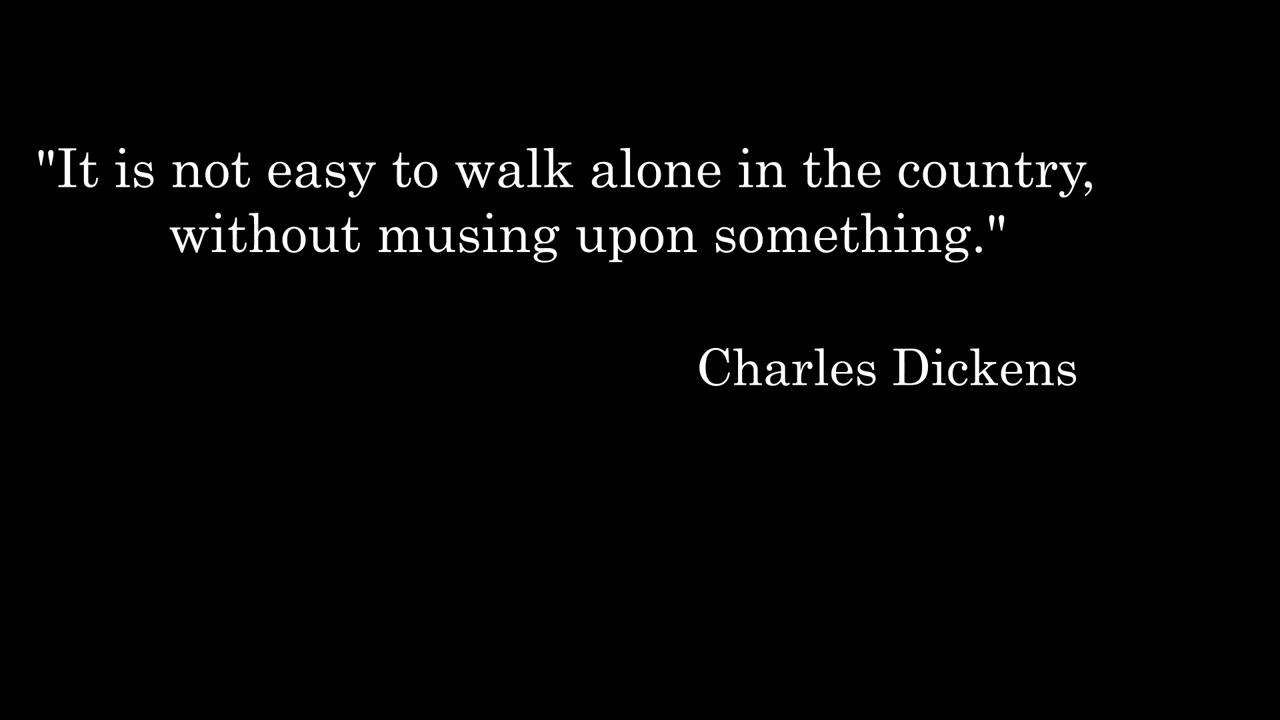 "It is not easy to walk alone in the country,
without musing upon something."
Charles Dickens